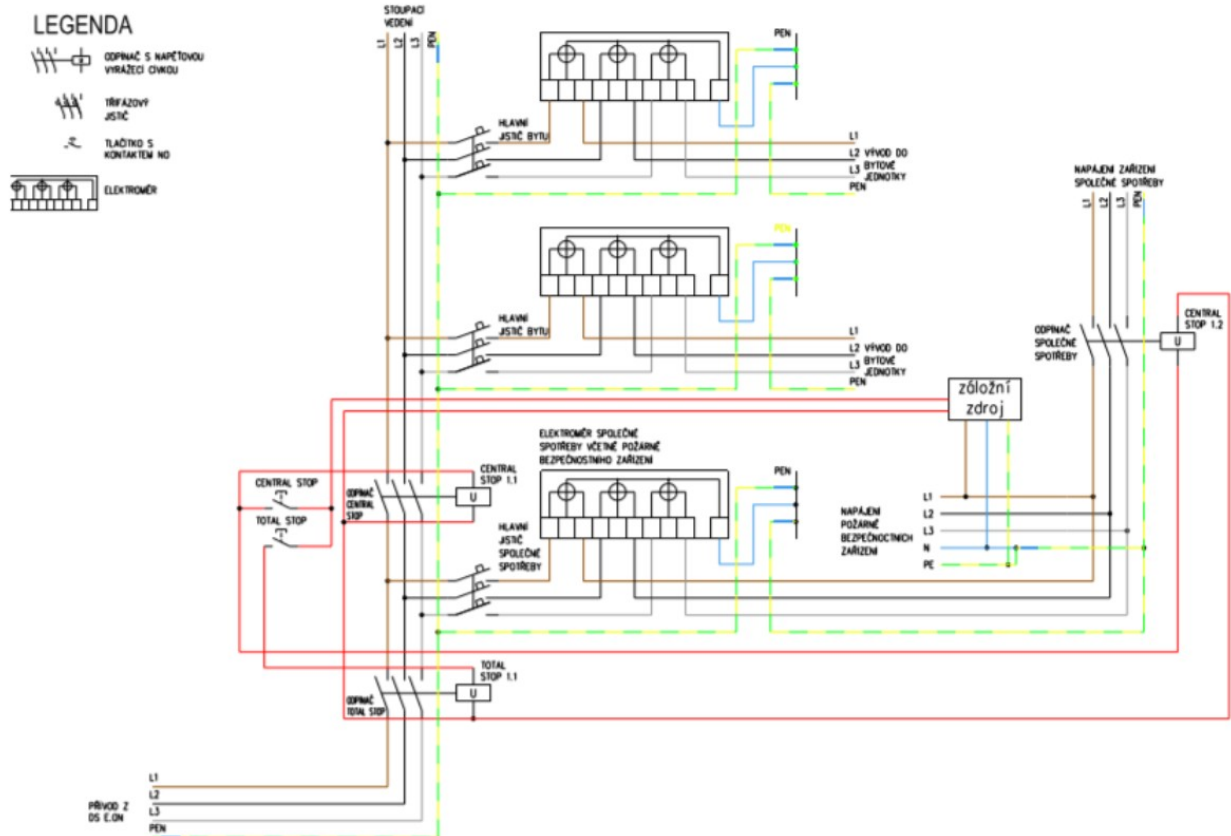 LEGENDA
ODPÍNAČ S NAPĚŤOVOU
VYRÁŽECÍ CÍVKOU
TŘÍFÁZOVÝ
JISTIČ
TLAČÍTKO S
KONTAKTEM NO
ELEKTROMĚR
STOUPACÍ
VEDENÍ
L1
L2
L3
PEN
PEN
HLAVNÍ
JISTIČ BYTU
L1
L2 VÝVOD DO
BYTOVÉ
L3 JEDNOTKY
PEN
PEN
HLAVNÍ
JISTIČ BYTU
L1
L2 VÝVOD DO
BYTOVÉ
L3 JEDNOTKY
PEN
NAPÁJENÍ ZAŘÍZENÍ
SPOLEČNÉ SPOTŘEBY
L1
L2
L3
PEN
ODPÍNAČ
SPOLEČNÉ
SPOTŘEBY
U
CENTRAL
STOP 1.2
záložní
zdroj
ELEKTROMĚR SPOLEČNÉ
SPOTŘEBY VČETNĚ POŽÁRNĚ
BEZPEČNOSTNÍHO ZAŘÍZENÍ
PEN
CENTRAL STOP
TOTAL STOP
ODPÍNAČ
CENTRAL
STOP
CENTRAL
STOP 1.1
U
HLAVNÍ
JISTIČ
SPOLEČNÉ
SPOTŘEBY
NAPÁJENÍ
POŽÁRNĚ
BEZPEČNOCTNÍCH
ZAŘÍZENÍ
L1
L2
L3
N
PE
ODPÍNAČ
TOTAL STOP
TOTAL
STOP 1.1
U
PŘÍVOD Z
DS E.ON
L1
L2
L3
PEN